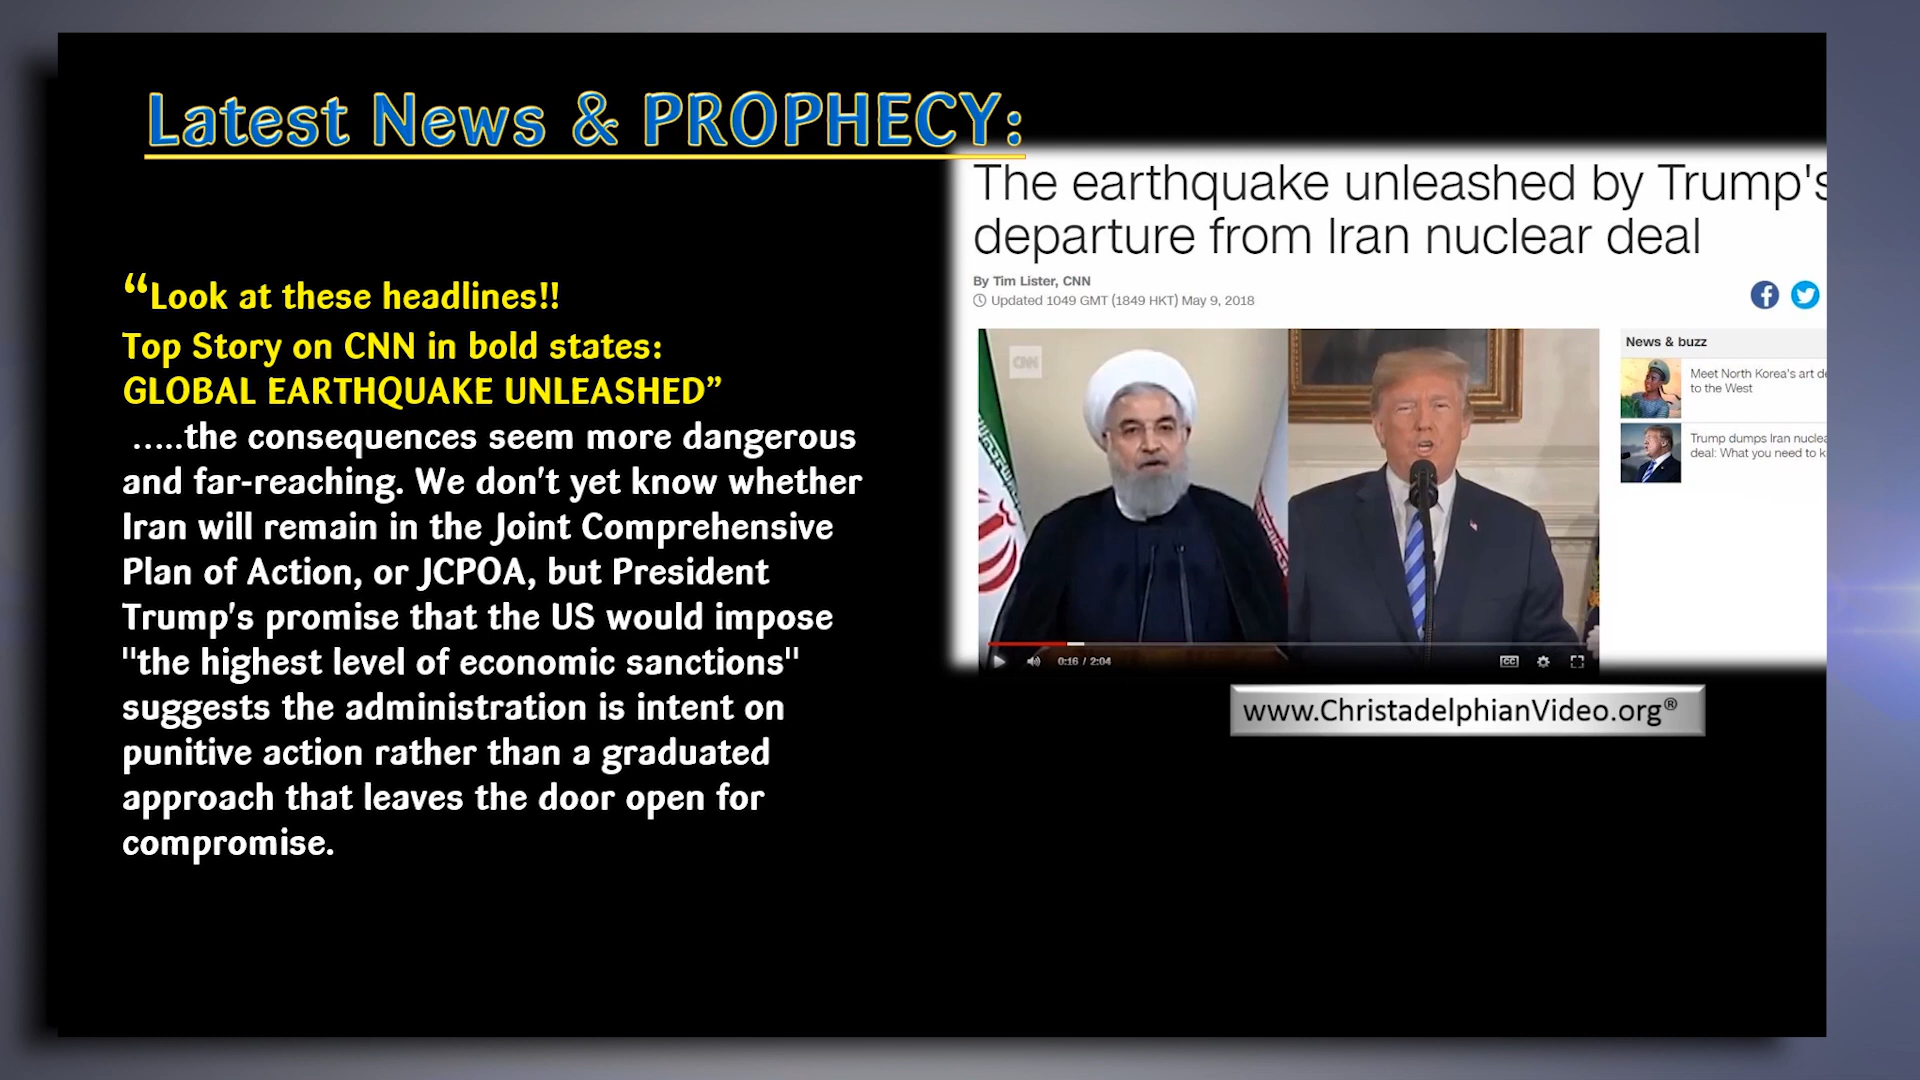 Latest News & PROPHECY:
The earthquake unleashed by Trump's
departure from Iran nuclear deal
By Tim Lister, CNN
Updated 1049 GMT (1849 HKT) May 9, 2018
“Look at these headlines!!
Top Story on CNN in bold states:
GLOBAL EARTHQUAKE UNLEASHED”
.....the consequences seem more dangerous
and far-reaching. We don't yet know whether
Iran will remain in the Joint Comprehensive
Plan of Action, or JCPOA, but President
Trump's promise that the US would impose
"the highest level of economic sanctions"
suggests the administration is intent on
punitive action rather than a graduated
approach that leaves the door open for
compromise.
CNN
News & buzz
Meet North Korea's art
to the West
Trump dumps Iran
deal: What you need to
0:16 / 2:04
CC
www.ChristadelphianVideo.org®